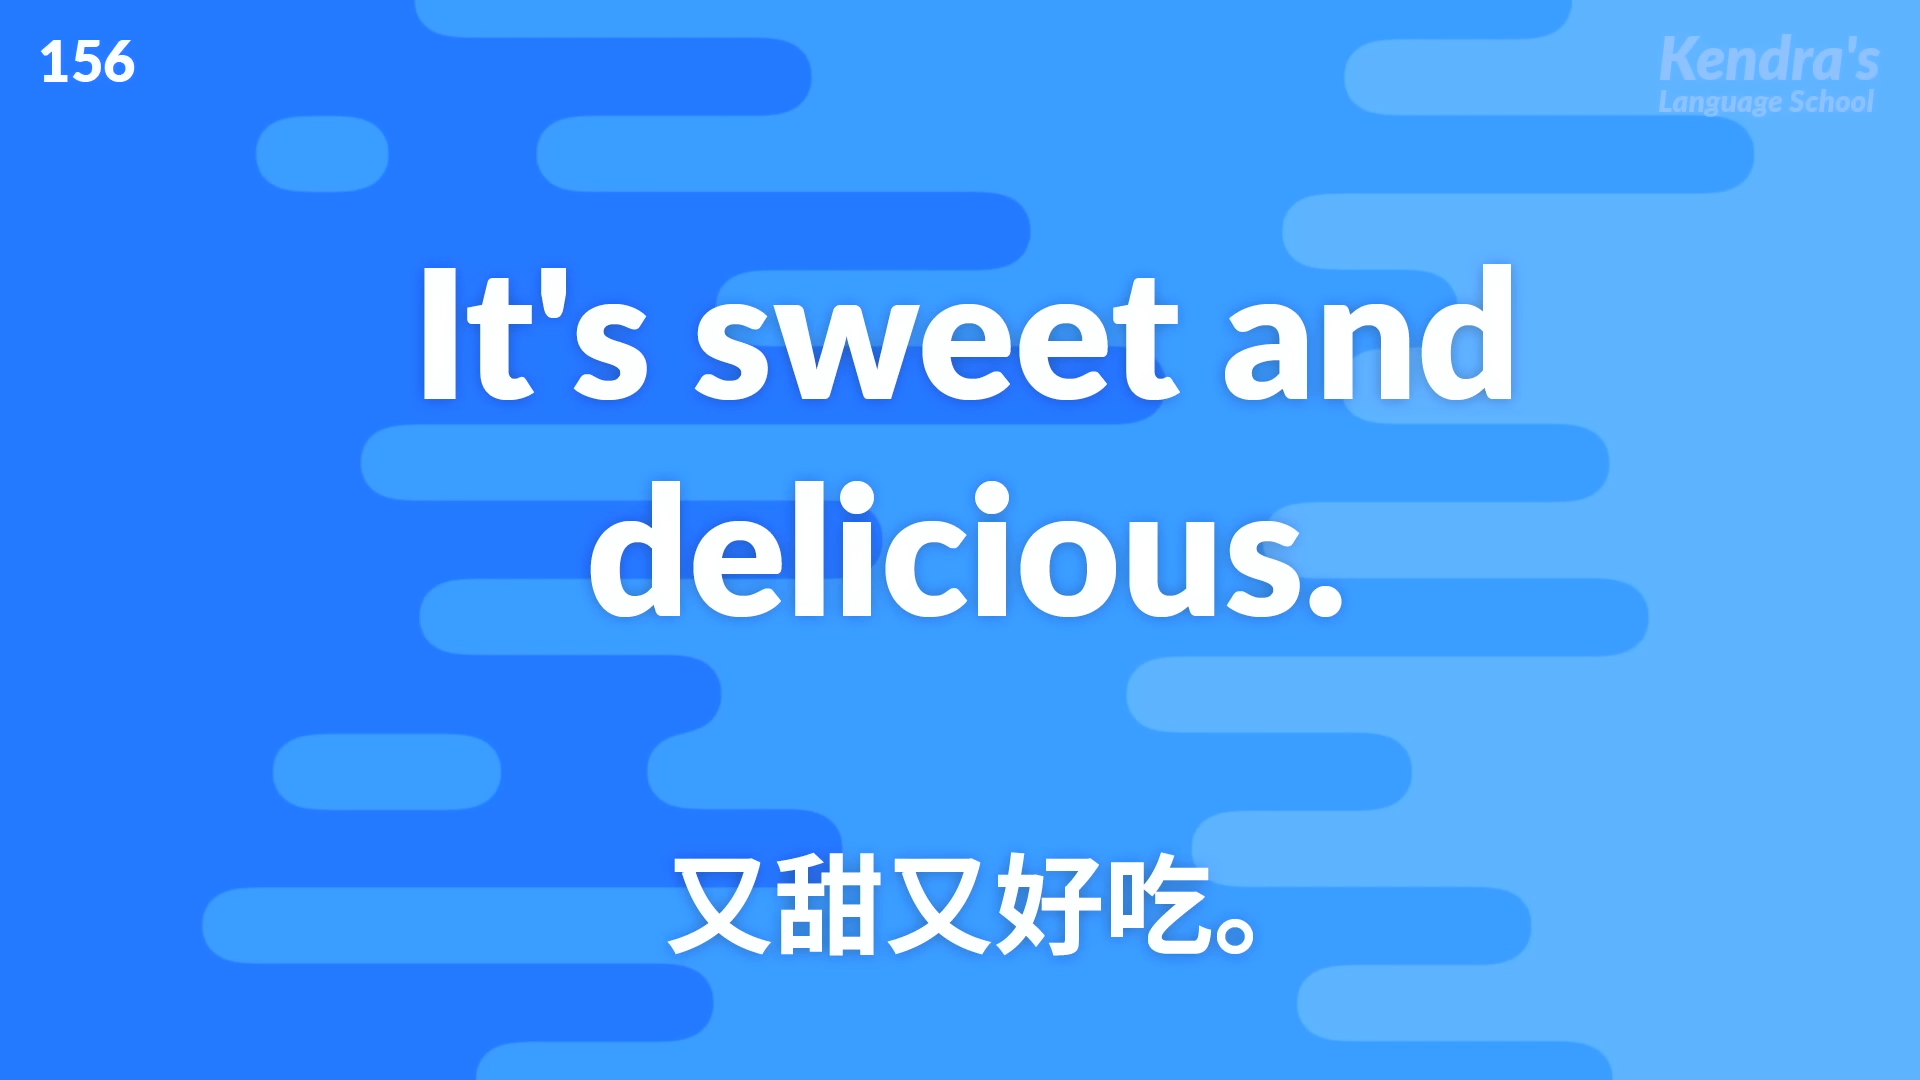 156
Kendra's
Language School
It's sweet and
delicious.
又甜又好吃。